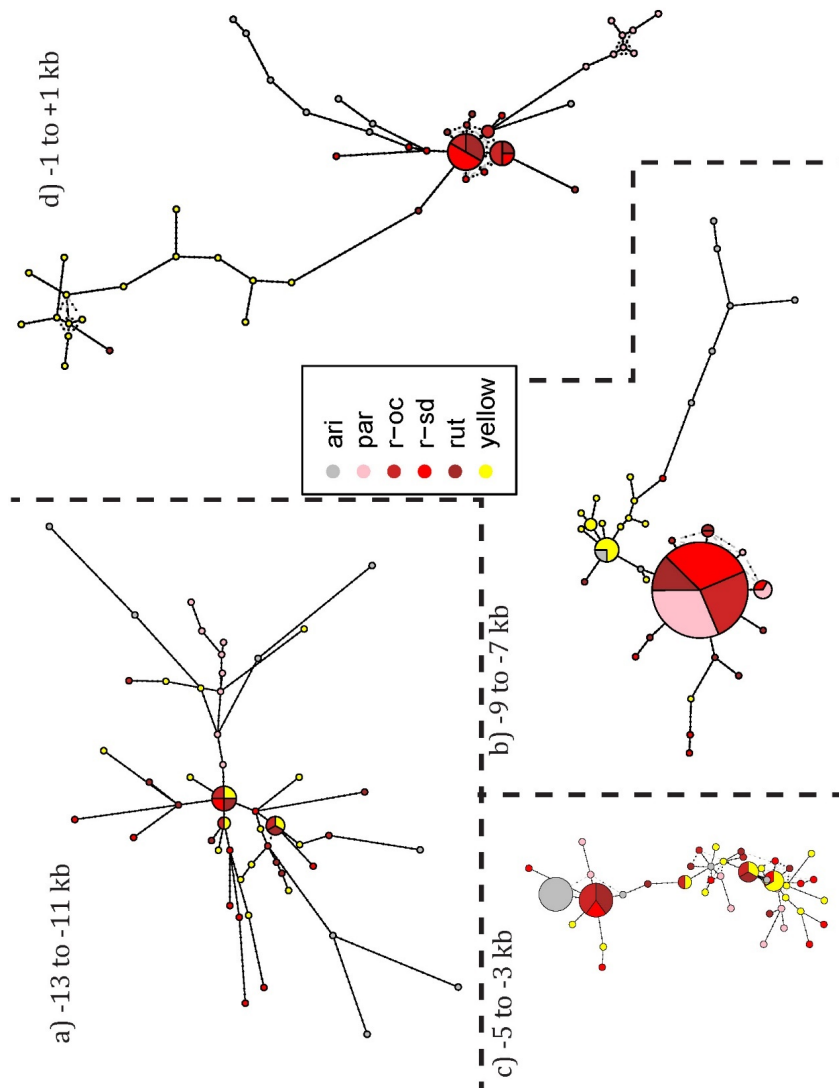 a) -13 to -11 kb
b) -9 to -7 kb
c) -5 to -3 kb
d) -1 to +1 kb
ari
par
r-oc
r-sd
rut
yellow